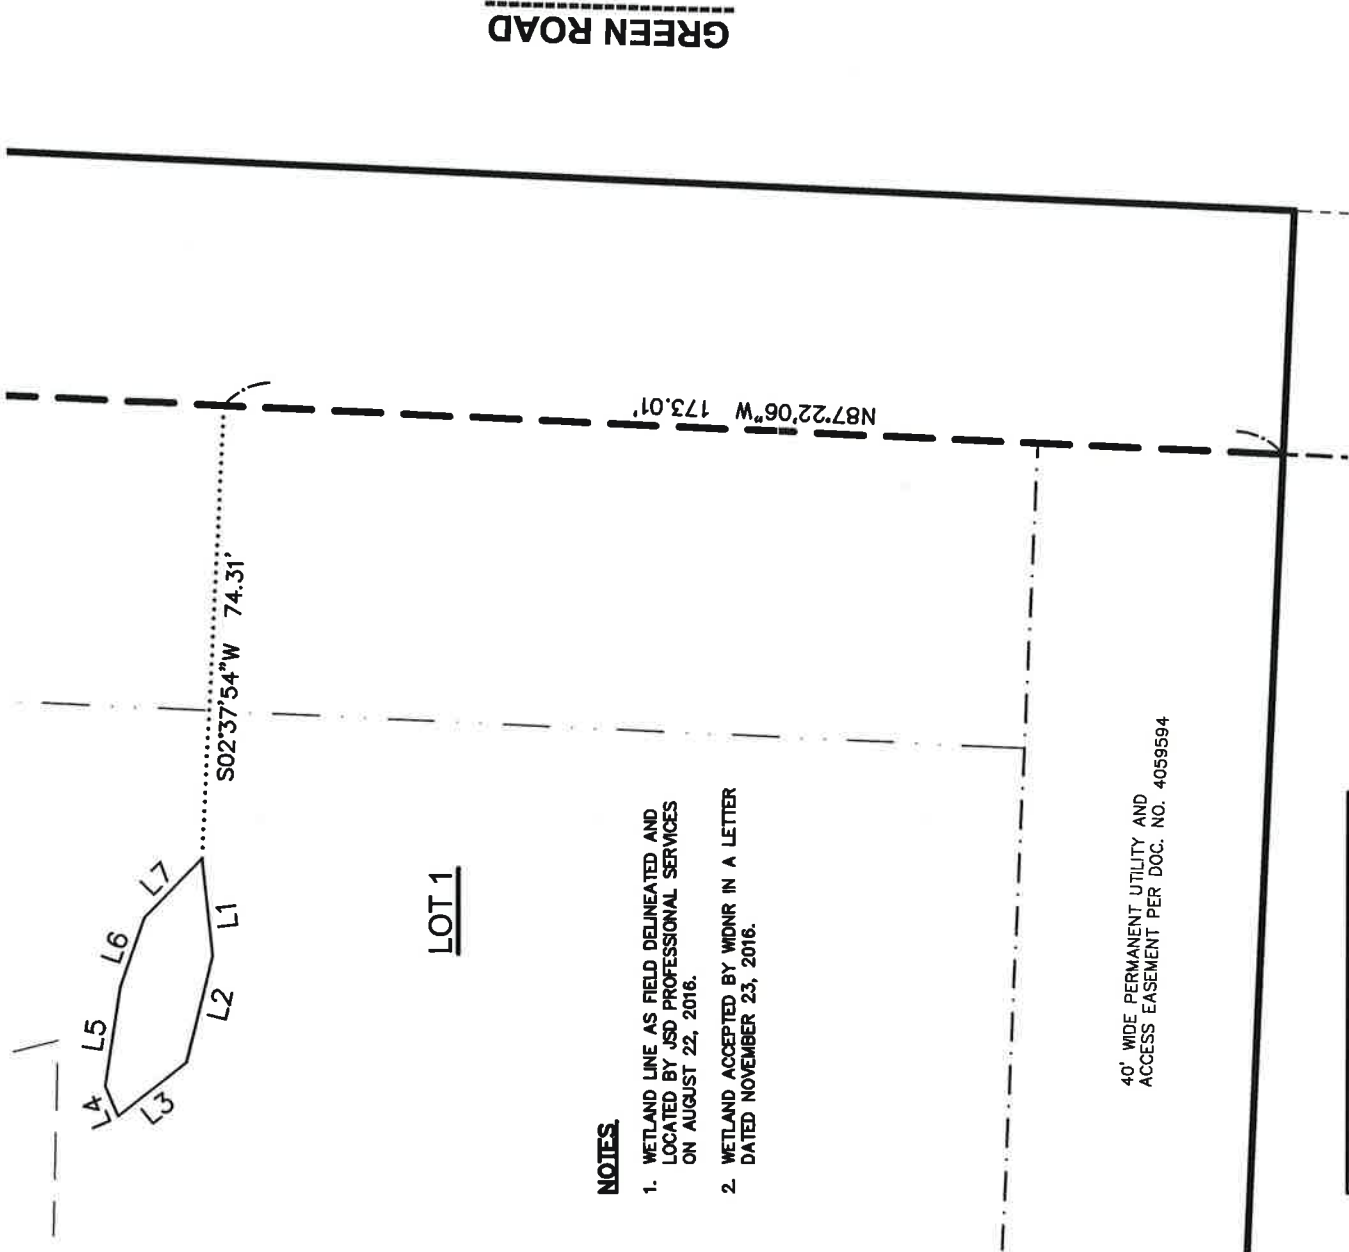 GREEN ROAD
N87°22'06"W 173.01'
S02°37'54"W 74.31'
L7
L6
L5
L4
L3
L2
L1
LOT 1
NOTES
1. WETLAND LINE AS FIELD DELINEATED AND
LOCATED BY JSD PROFESSIONAL SERVICES
ON AUGUST 22, 2016.
2. WETLAND ACCEPTED BY WIDNR IN A LETTER
DATED NOVEMBER 23, 2016.
40' WIDE PERMANENT UTILITY AND
ACCESS EASEMENT PER DOC. NO. 4059594